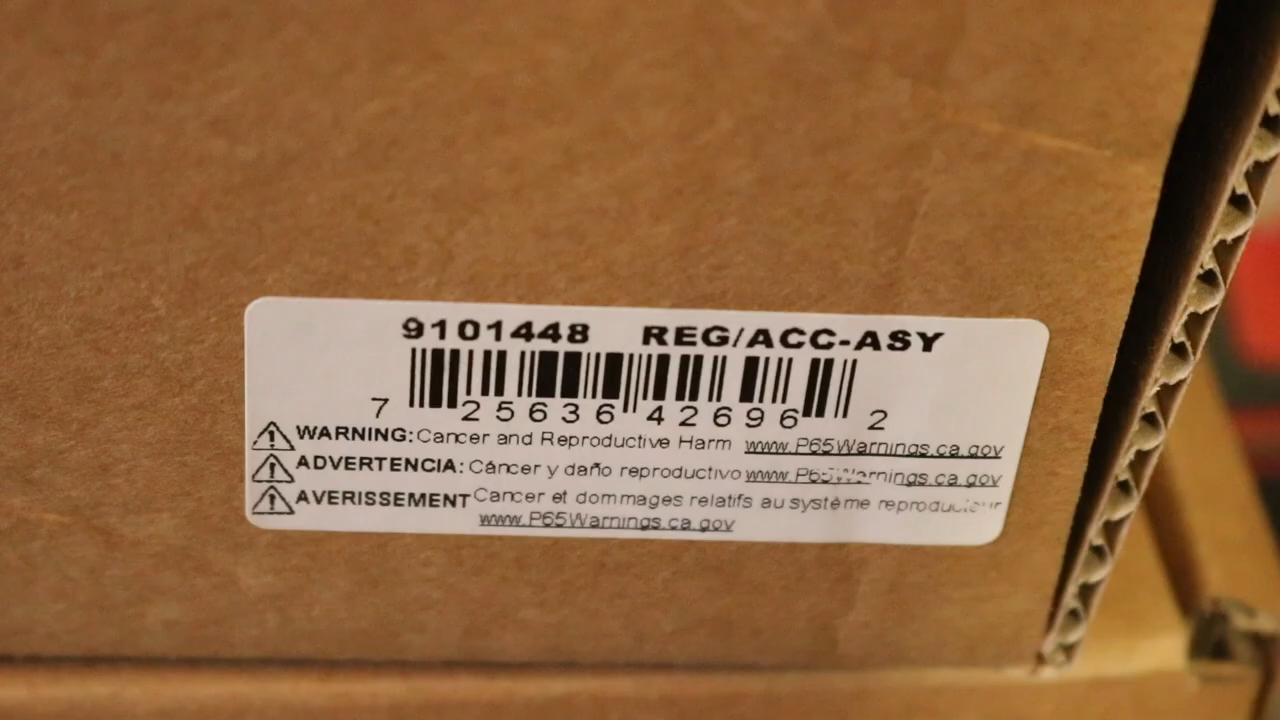 9101448 REG/ACC-ASY
7 25636 42696 2
WARNING: Cancer and Reproductive Harm www.P65Warnings.ca.gov
ADVERTENCIA: Cáncer y daño reproductivo www.P65Warnings.ca.gov
AVERISSEMENT Cancer et dommages relatifs au système reproducteur
www.P65Warnings.ca.gov